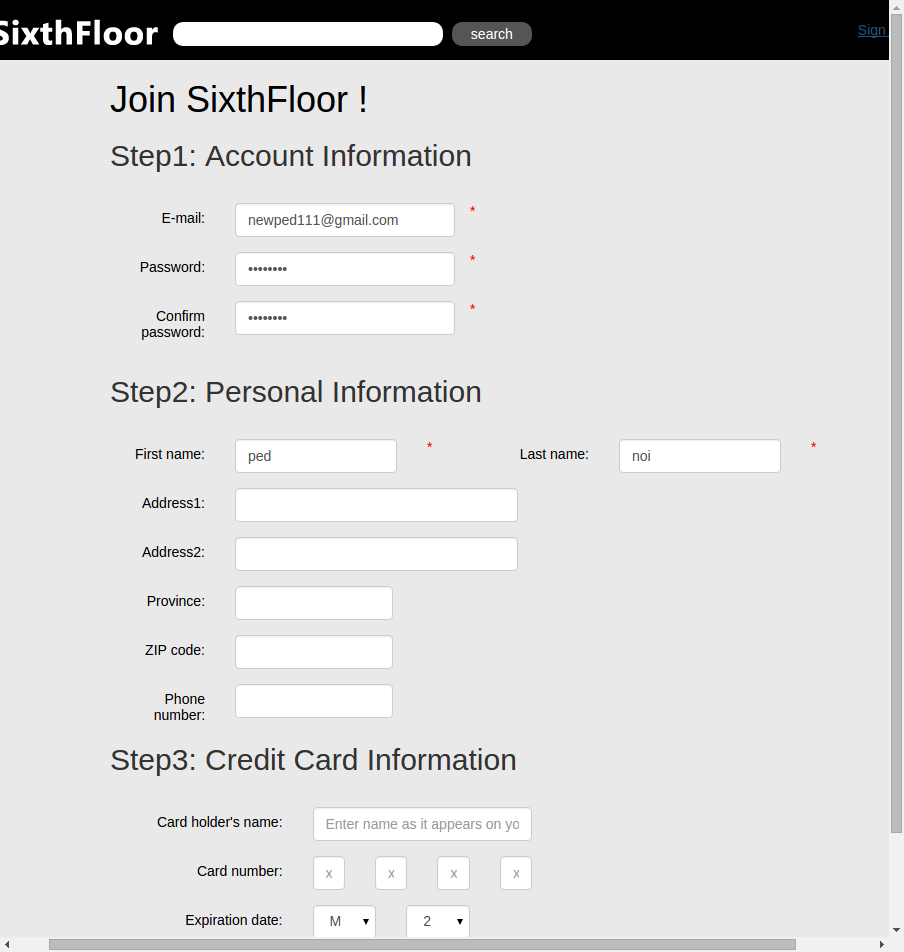 SixthFloor search Sign
Join SixthFloor !
Step1: Account Information
E-mail: newped111@gmail.com *
Password: •••••••• *
Confirm password: •••••••• *
Step2: Personal Information
First name: ped * Last name: noi *
Address1:
Address2:
Province:
ZIP code:
Phone number:
Step3: Credit Card Information
Card holder's name: Enter name as it appears on yo
Card number: x x x x
Expiration date: M 2